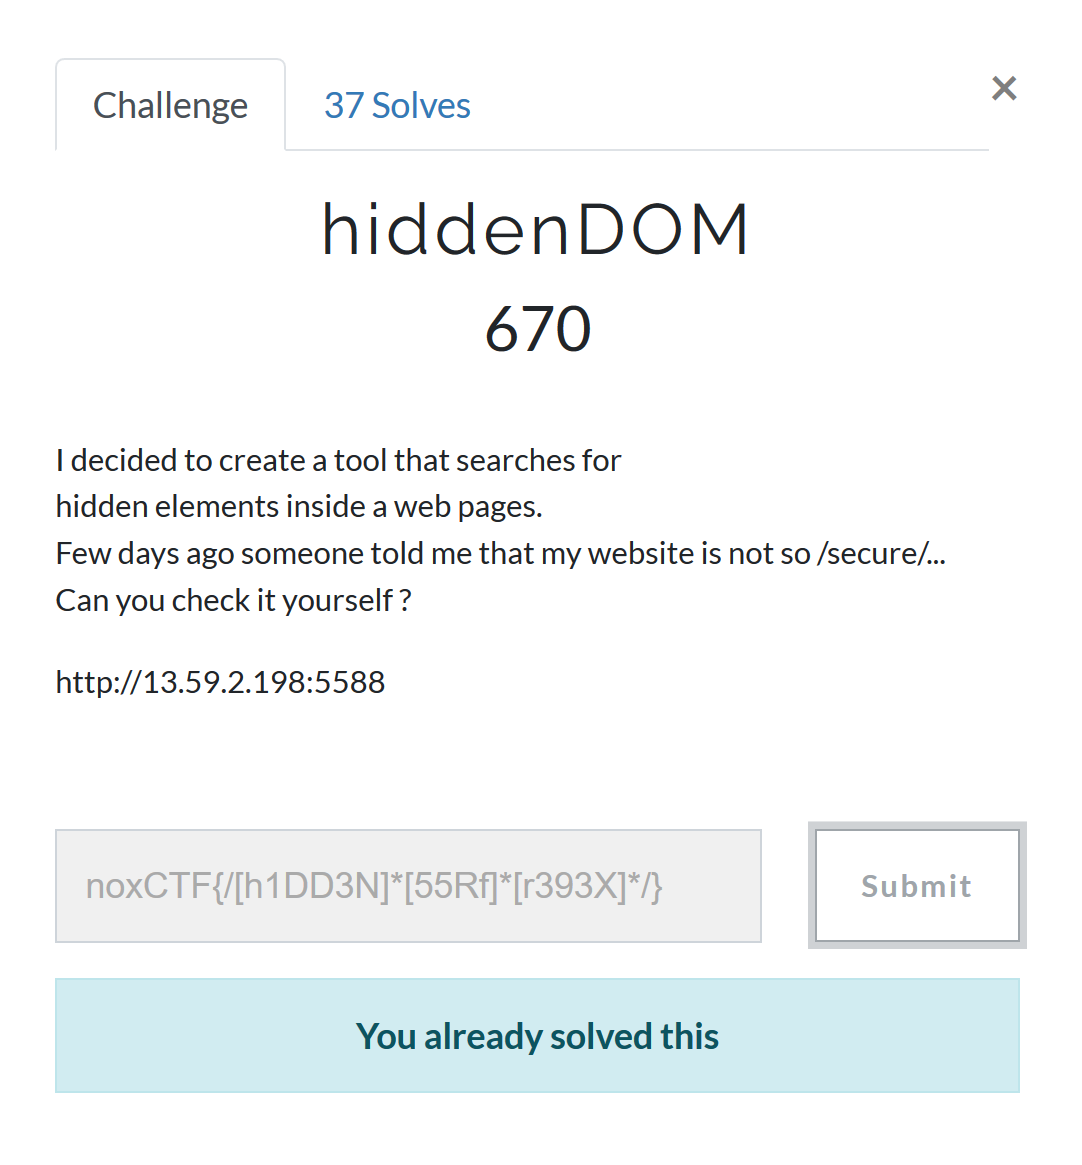 Challenge
37 Solves
×
hiddenDOM
670
I decided to create a tool that searches for
hidden elements inside a web pages.
Few days ago someone told me that my website is not so /secure/...
Can you check it yourself ?
http://13.59.2.198:5588
noxCTF{/[h1DD3N]*[55Rf]*[r393X]*/}
Submit
You already solved this